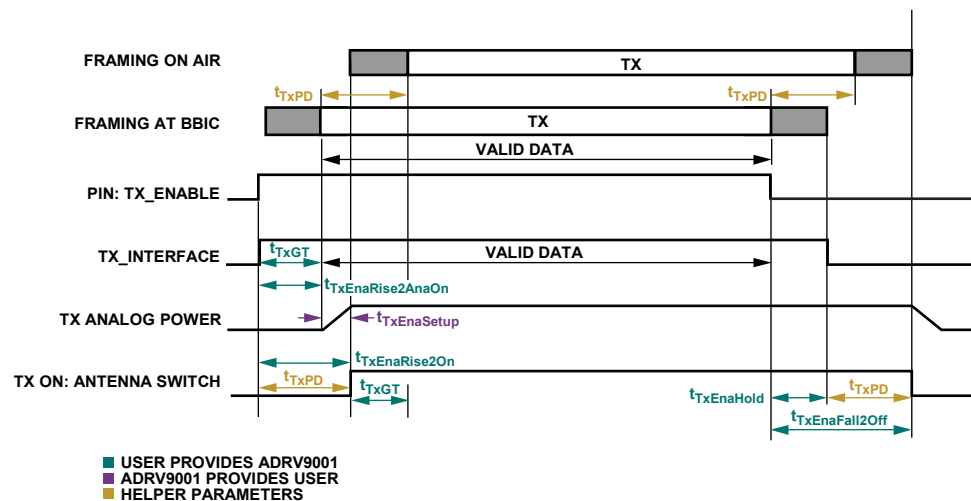 FRAMING ON AIR
TX
tTxPD
tTxPD
FRAMING AT BBIC
TX
VALID DATA
PIN: TX_ENABLE
TX_INTERFACE
tTxGT
VALID DATA
tTxEnaRise2AnaOn
TX ANALOG POWER
tTxEnaSetup
tTxEnaRise2On
TX ON: ANTENNA SWITCH
tTxPD
tTxGT
tTxEnaHold
tTxPD
tTxEnaFall2Off
USER PROVIDES ADRV9001
ADRV9001 PROVIDES USER
HELPER PARAMETERS